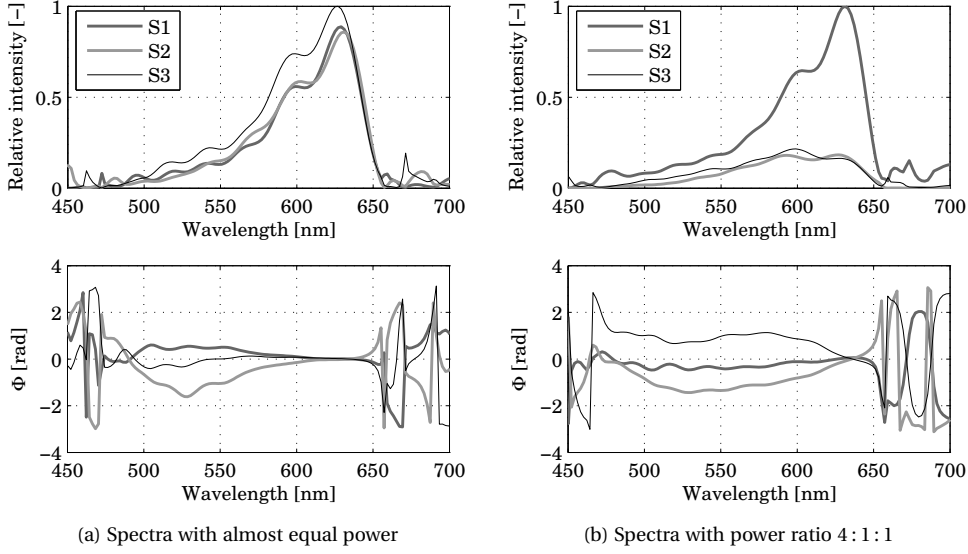 Relative intensity [−]
1
0.5
0
S1
S2
S3
450 500 550 600 650 700
Wavelength [nm]
Φ [rad]
4
2
0
−2
−4
450 500 550 600 650 700
Wavelength [nm]
(a) Spectra with almost equal power
Relative intensity [−]
1
0.5
0
S1
S2
S3
450 500 550 600 650 700
Wavelength [nm]
Φ [rad]
4
2
0
−2
−4
450 500 550 600 650 700
Wavelength [nm]
(b) Spectra with power ratio 4:1:1